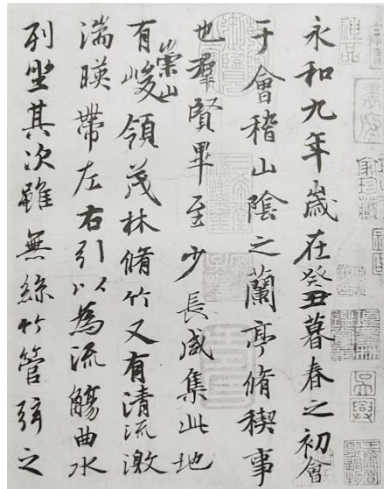 永和九年歲在癸丑暮春之初會
于會稽山陰之蘭亭脩稧事
也羣賢畢至少長咸集此地
有崇山峻領茂林脩竹又有清流激
湍暎帶左右引以為流觴曲水
列坐其次雖無絲竹管弦之